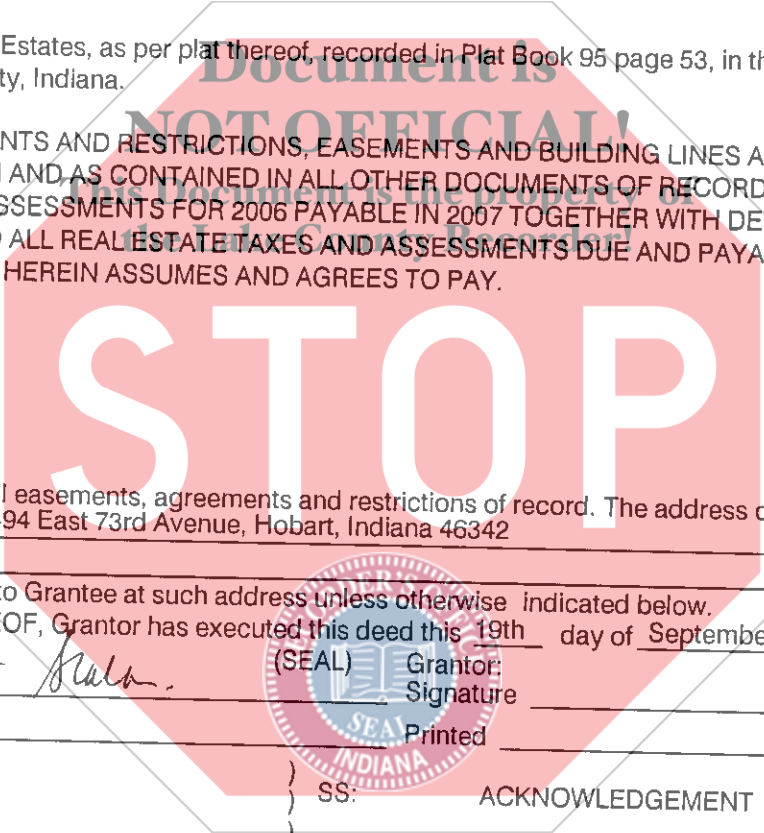 Estates, as per plat thereof, recorded in Plat Book 95 page 53, in th
ty, Indiana.
Document is
NOT OFFICIAL!
This Document is the property of
the Lake County Recorder!
NTS AND RESTRICTIONS, EASEMENTS AND BUILDING LINES A
AND AS CONTAINED IN ALL OTHER DOCUMENTS OF RECORD
SSESSMENTS FOR 2006 PAYABLE IN 2007 TOGETHER WITH DE
ALL REAL ESTATE TAXES AND ASSESSMENTS DUE AND PAYA
HEREIN ASSUMES AND AGREES TO PAY.
STOP
l easements, agreements and restrictions of record. The address o
94 East 73rd Avenue, Hobart, Indiana 46342
to Grantee at such address unless otherwise indicated below.
OF, Grantor has executed this deed this 19th day of Septembe
(SEAL) Grantor:
Signature
Printed
SEAL
INDIANA
) SS: ACKNOWLEDGEMENT